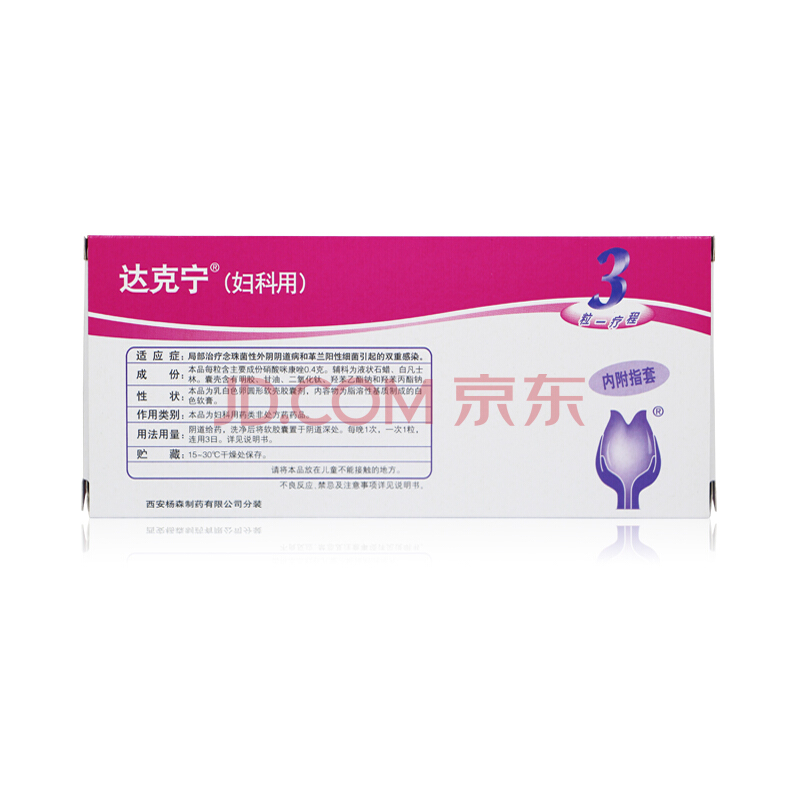 达克宁®(妇科用)
3
粒一疗程
适应症: 局部治疗念珠菌性外阴阴道病和革兰阳性细菌引起的双重感染。
成份: 本品每粒含主要成份硝酸咪康唑0.4克。辅料为液状石蜡、白凡士
林。囊壳含有明胶、甘油、二氧化钛、羟苯乙酯钠和羟苯丙酯钠
性状: 本品为乳白色卵圆形软壳胶囊剂，内容物为脂溶性基质制成的白
色软膏。
作用类别: 本品为妇科用药类非处方药药品。
用法用量: 阴道给药，洗净后将软胶囊置于阴道深处。每晚1次，一次1粒，
连用3日。详见说明书。
贮藏: 15-30℃干燥处保存。
内附指套
®
请将本品放在儿童不能接触的地方。
不良反应、禁忌及注意事项详见说明书。
西安杨森制药有限公司分装
JD.COM 京东